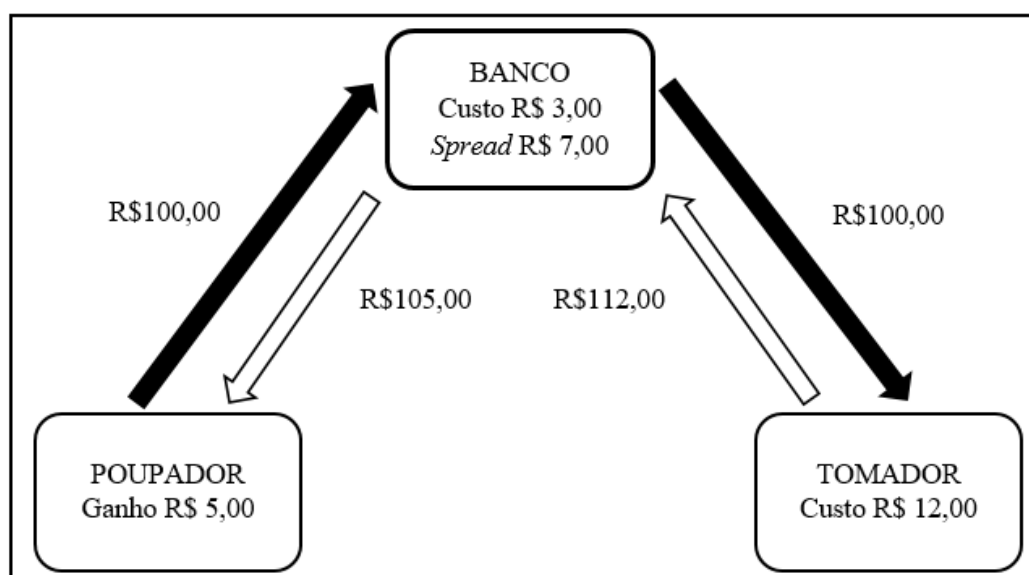 BANCO
Custo R$ 3,00
Spread R$ 7,00
R$100,00
R$100,00
R$105,00
R$112,00
POUPADOR
Ganho R$ 5,00
TOMADOR
Custo R$ 12,00